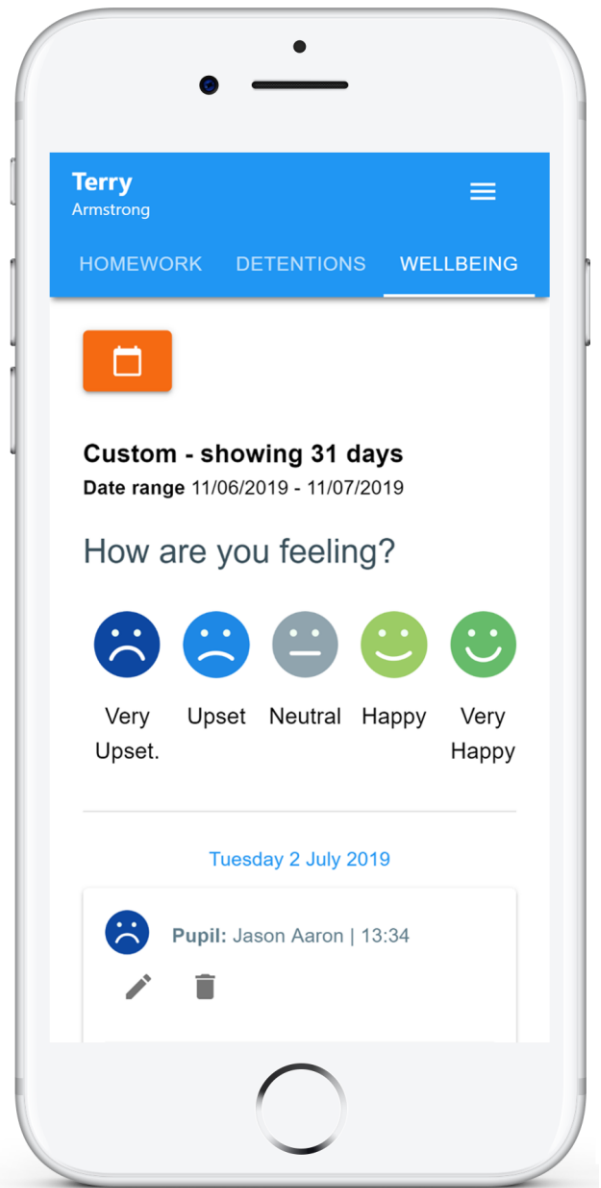 Terry
Armstrong
HOMEWORK DETENTIONS WELLBEING
Custom - showing 31 days
Date range 11/06/2019 - 11/07/2019
How are you feeling?
Very Upset Neutral Happy Very
Upset. Happy
Tuesday 2 July 2019
Pupil: Jason Aaron | 13:34